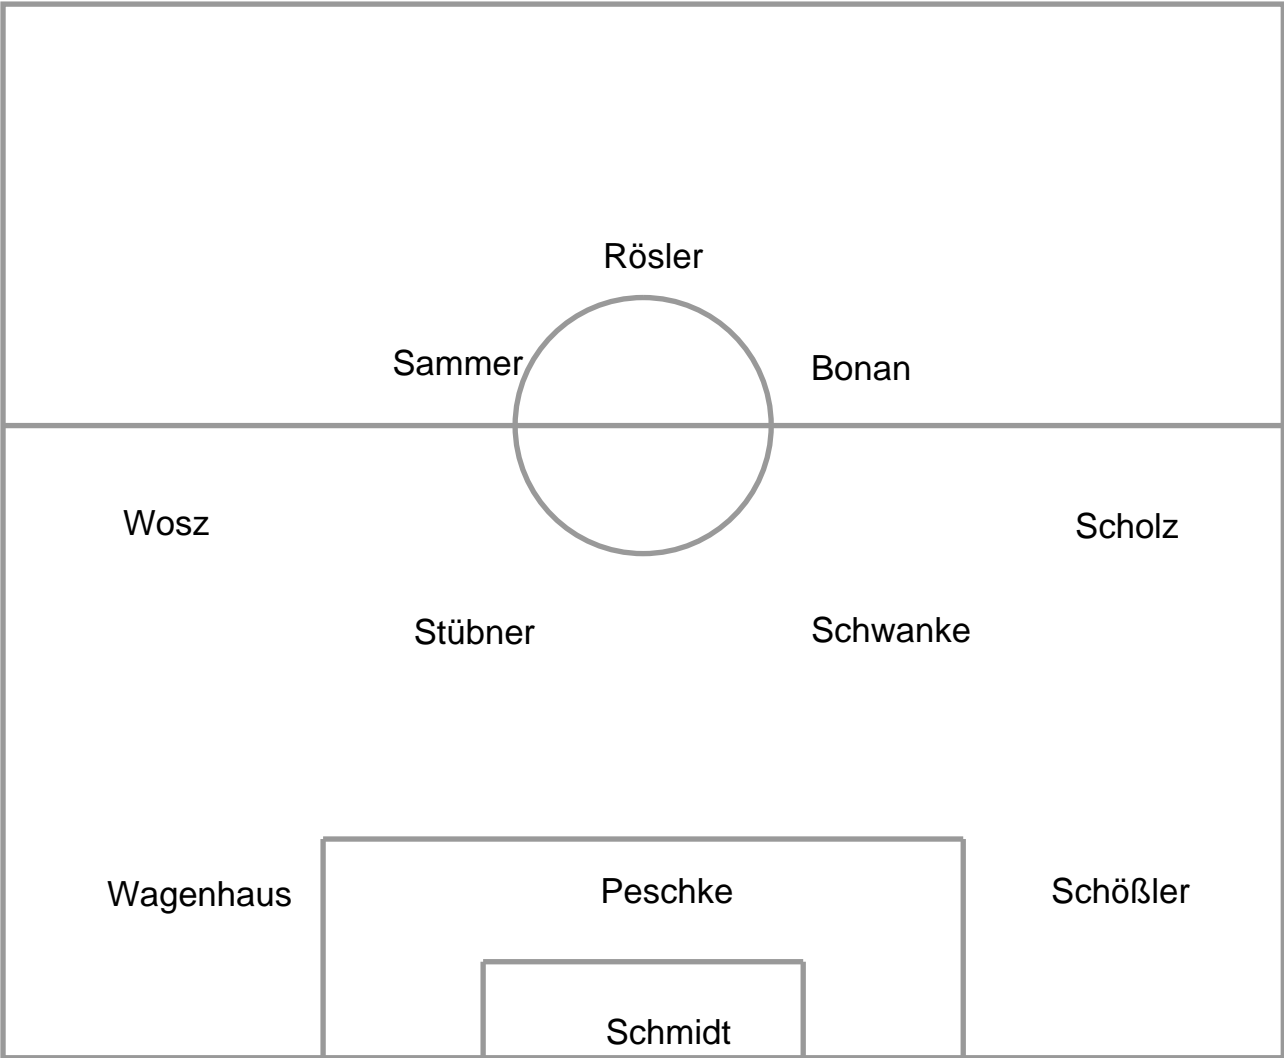 Rösler
Sammer
Bonan
Wosz
Scholz
Stübner
Schwanke
Wagenhaus
Peschke
Schößler
Schmidt